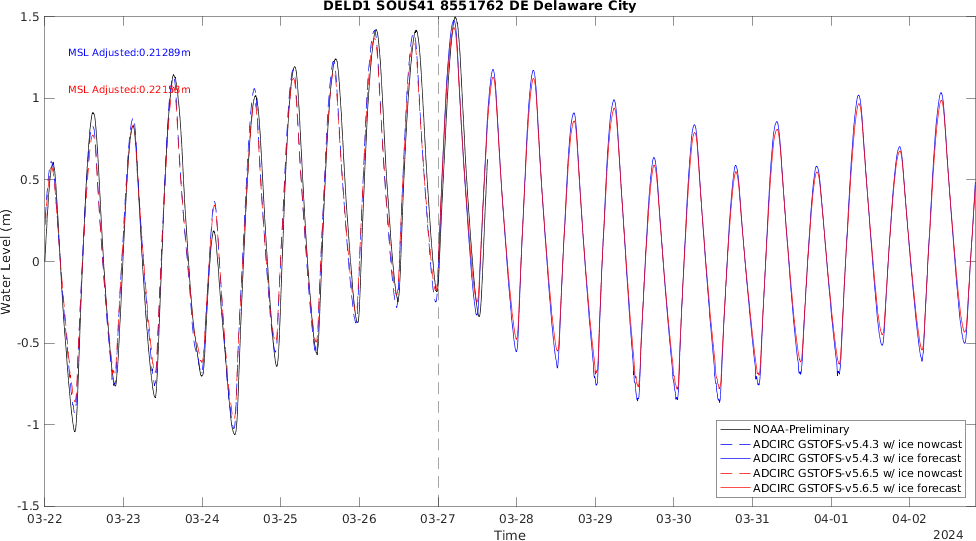 DELD1 SOUS41 8551762 DE Delaware City
MSL Adjusted:0.21289m
MSL Adjusted:
Water Level (m)
1.5
1
0.5
0
-0.5
-1
-1.5
NOAA-Preliminary
ADCIRC GSTOFS-v5.4.3 w/ ice nowcast
ADCIRC GSTOFS-v5.4.3 w/ ice forecast
ADCIRC GSTOFS-v5.6.5 w/ ice nowcast
ADCIRC GSTOFS-v5.6.5 w/ ice forecast
03-22 03-23 03-24 03-25 03-26 03-27 03-28 03-29 03-30 03-31 04-01 04-02
Time
2024